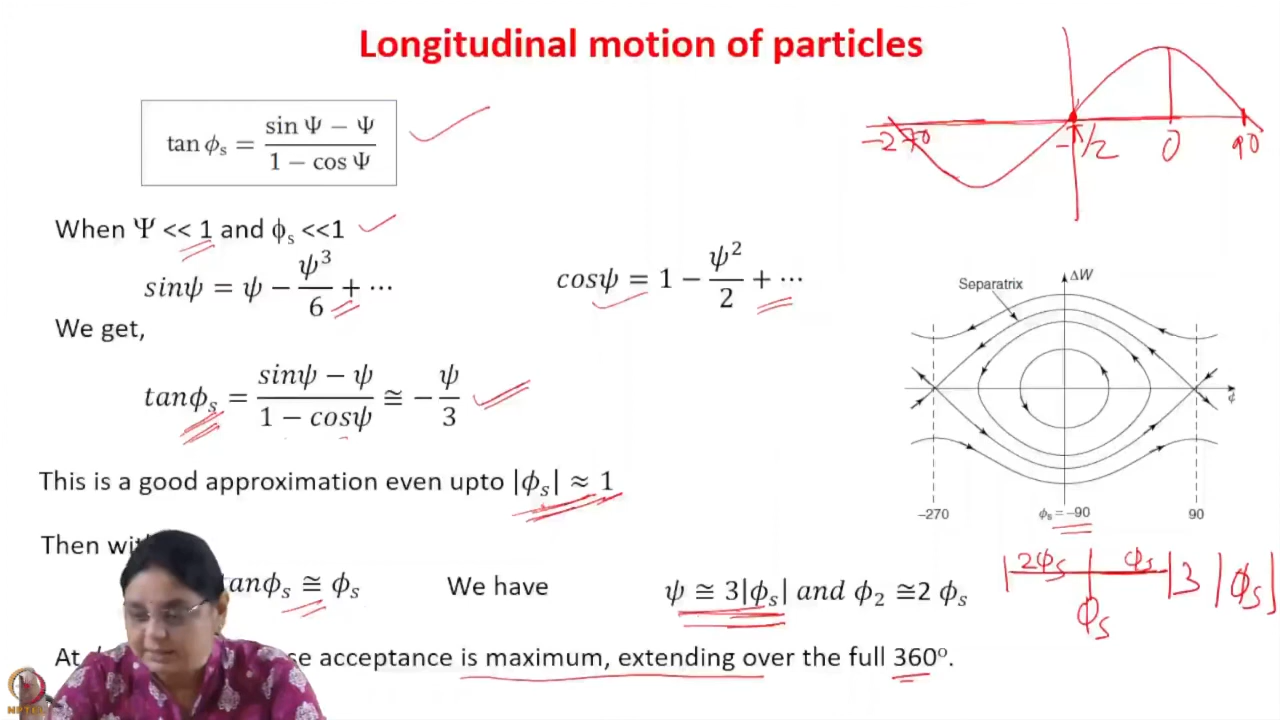 Longitudinal motion of particles
tan ϕₛ = (sin Ψ − Ψ) / (1 − cos Ψ)
When Ψ << 1 and ϕₛ <<1
sinψ = ψ − ψ³/6 + ⋯
cosψ = 1 − ψ²/2 + ⋯
We get,
tanϕₛ = (sinψ − ψ) / (1 − cosψ) ≅ − ψ/3
This is a good approximation even upto |ϕₛ| ≈ 1
Then
tanϕₛ ≅ ϕₛ
We have
ψ ≅ 3|ϕₛ| and ϕ₂ ≅2 ϕₛ
At
acceptance is maximum, extending over the full 360°.
−270
−π/2
0
90
ΔW
Separatrix
−270
ϕₛ = −90
90
2ϕₛ
ϕₛ
3 |ϕₛ|
ϕₛ
NPTEL